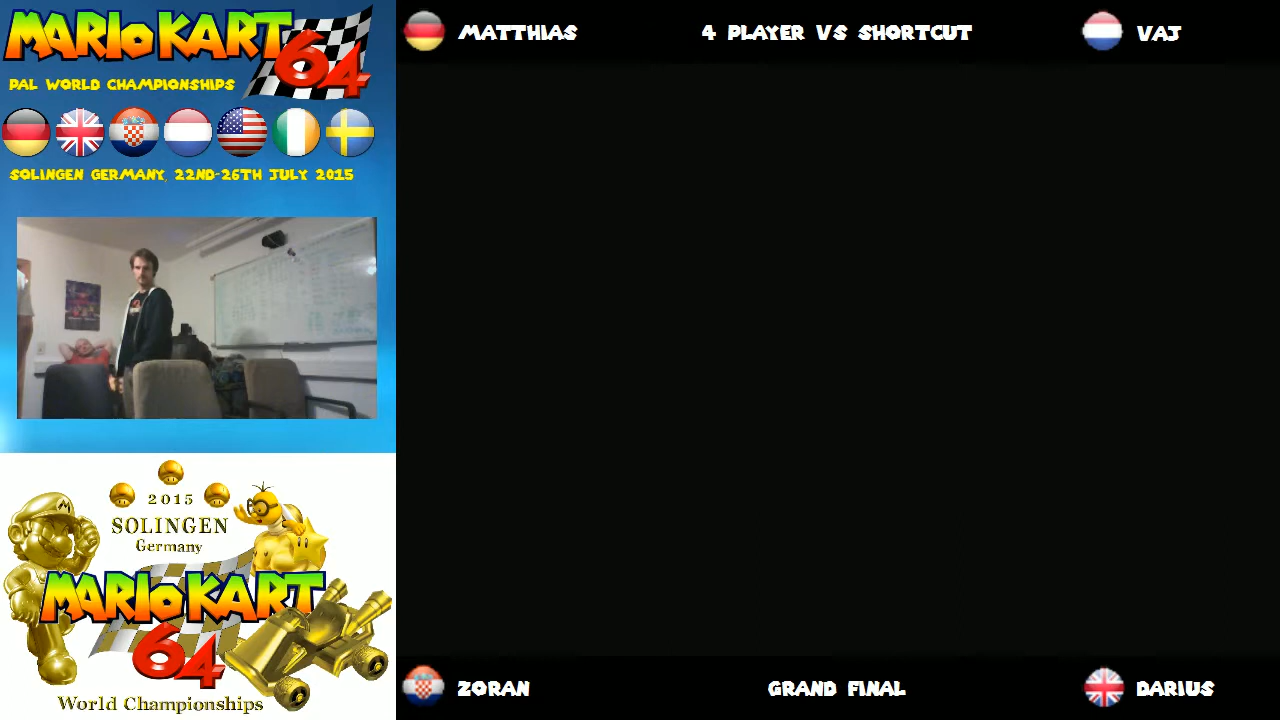 MARIO KART 64
PAL WORLD CHAMPIONSHIPS
SOLINGEN GERMANY, 22ND-26TH JULY 2015
MATTHIAS
4 PLAYER VS SHORTCUT
VAJ
2015
SOLINGEN
Germany
MARIO KART
64
World Championships
ZORAN
GRAND FINAL
DARIUS